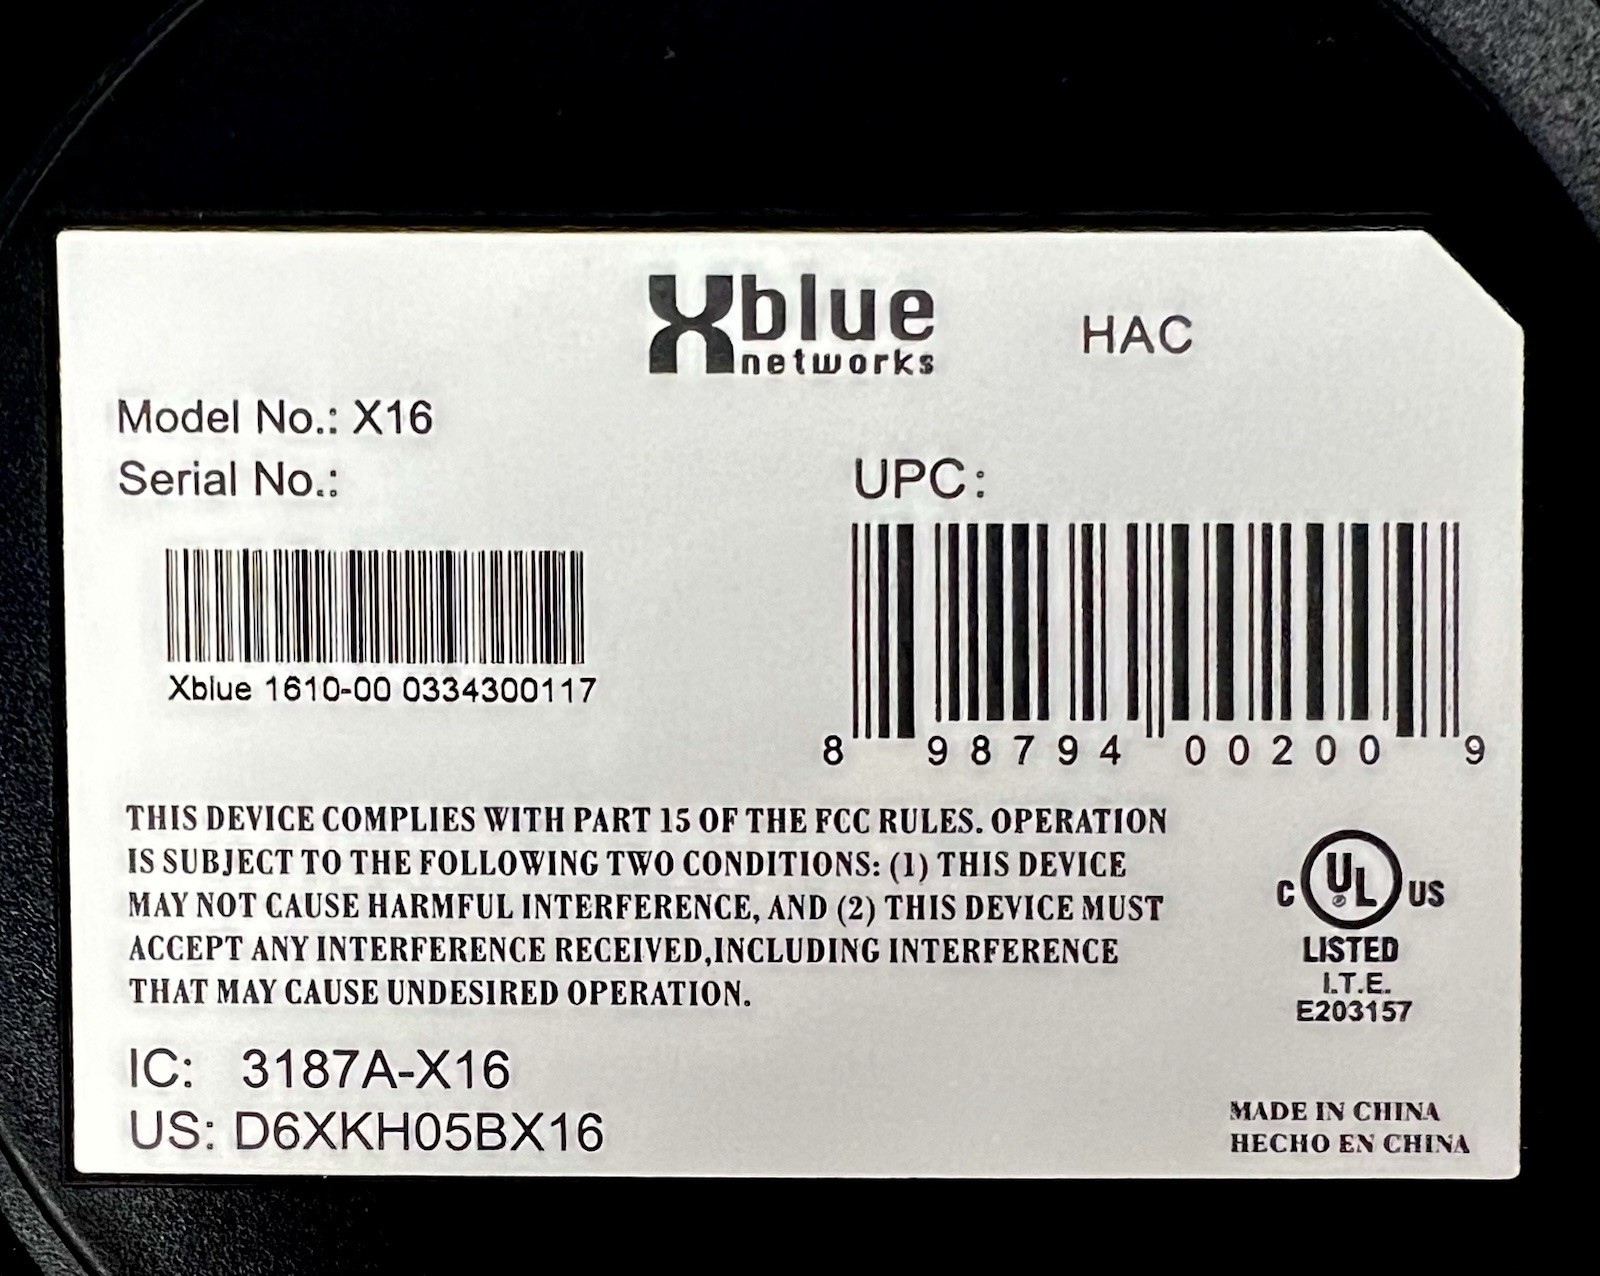 Xblue
networks
HAC
Model No.: X16
Serial No.:
Xblue 1610-00 0334300117
UPC:
8 98794 00200 9
THIS DEVICE COMPLIES WITH PART 15 OF THE FCC RULES. OPERATION
IS SUBJECT TO THE FOLLOWING TWO CONDITIONS: (1) THIS DEVICE
MAY NOT CAUSE HARMFUL INTERFERENCE, AND (2) THIS DEVICE MUST
ACCEPT ANY INTERFERENCE RECEIVED,INCLUDING INTERFERENCE
THAT MAY CAUSE UNDESIRED OPERATION.
C UL ® US
LISTED
I.T.E.
E203157
IC: 3187A-X16
US: D6XKH05BX16
MADE IN CHINA
HECHO EN CHINA